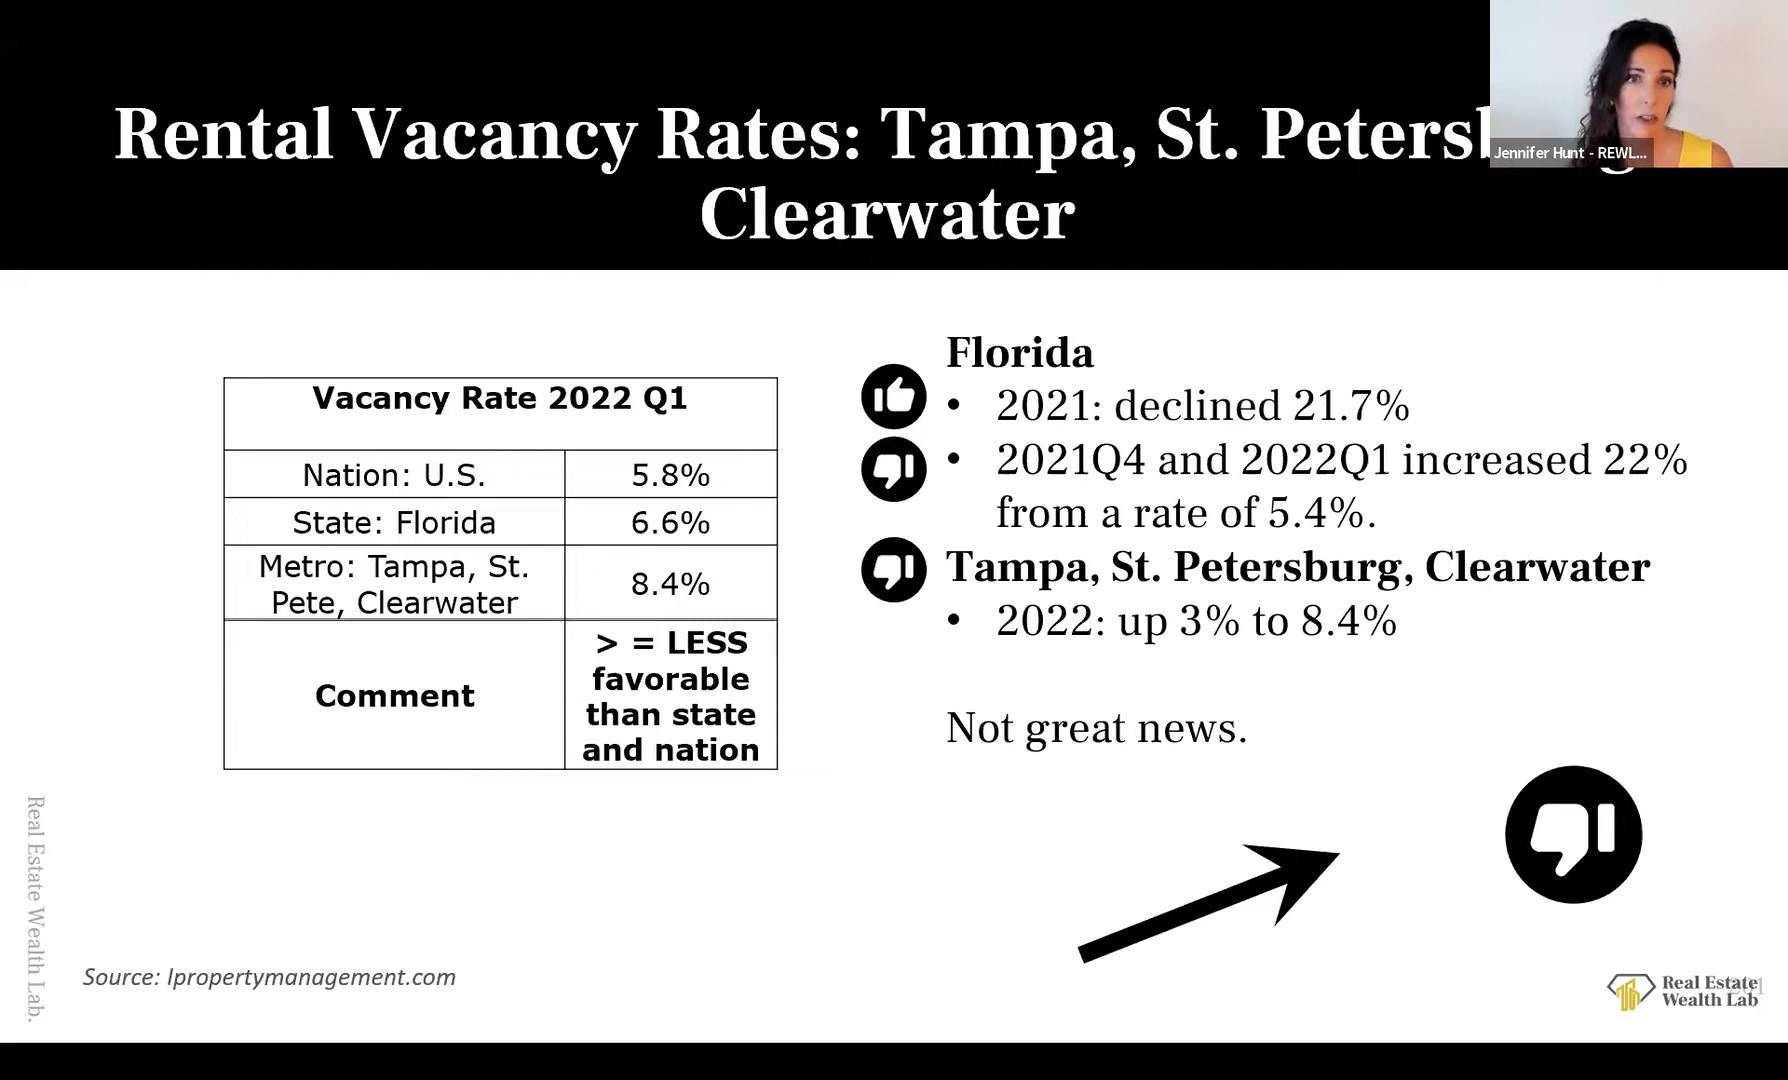 Rental Vacancy Rates: Tampa, St.
Clearwater
Jennifer Hunt - REWL...
Vacancy Rate 2022 Q1
Nation: U.S. 5.8%
State: Florida 6.6%
Metro: Tampa, St.
Pete, Clearwater 8.4%
Comment
> = LESS
favorable
than state
and nation
Florida
• 2021: declined 21.7%
• 2021Q4 and 2022Q1 increased 22%
from a rate of 5.4%.
Tampa, St. Petersburg, Clearwater
• 2022: up 3% to 8.4%
Not great news.
Real Estate Wealth Lab.
Source: Ipropertymanagement.com
Real Estate
Wealth Lab